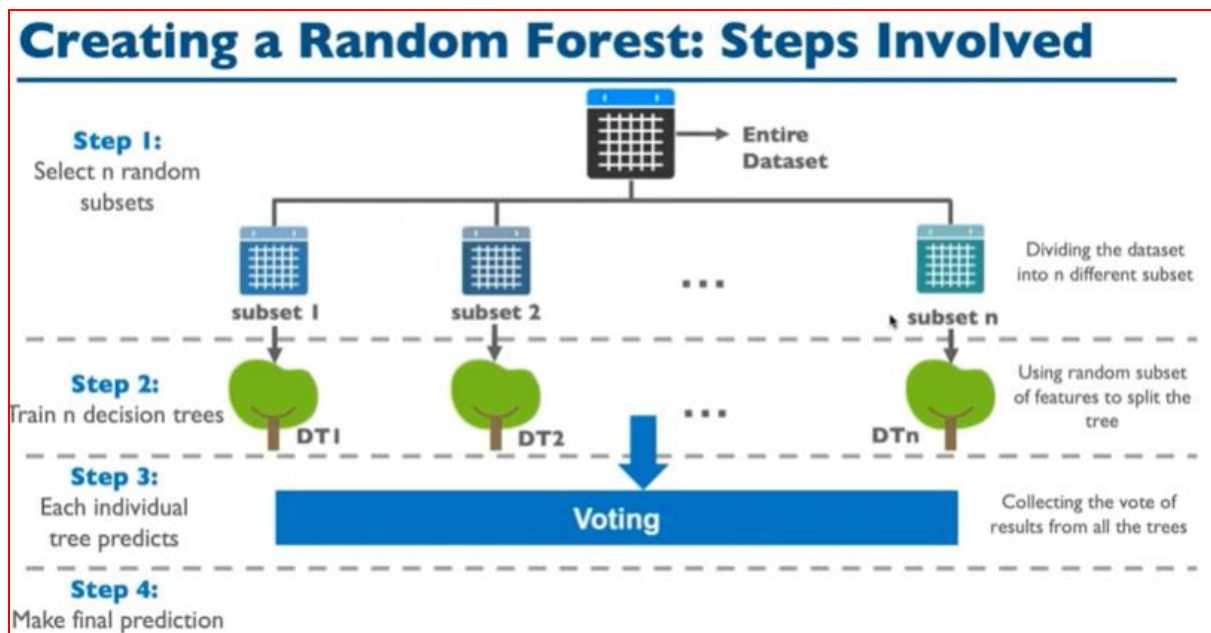 Creating a Random Forest: Steps Involved
Step 1:
Select n random
subsets
Entire
Dataset
Dividing the dataset
into n different subset
subset 1
subset 2
...
subset n
Step 2:
Train n decision trees
DT1
DT2
...
DTn
Using random subset
of features to split the
tree
Step 3:
Each individual
tree predicts
Voting
Collecting the vote of
results from all the trees
Step 4:
Make final prediction